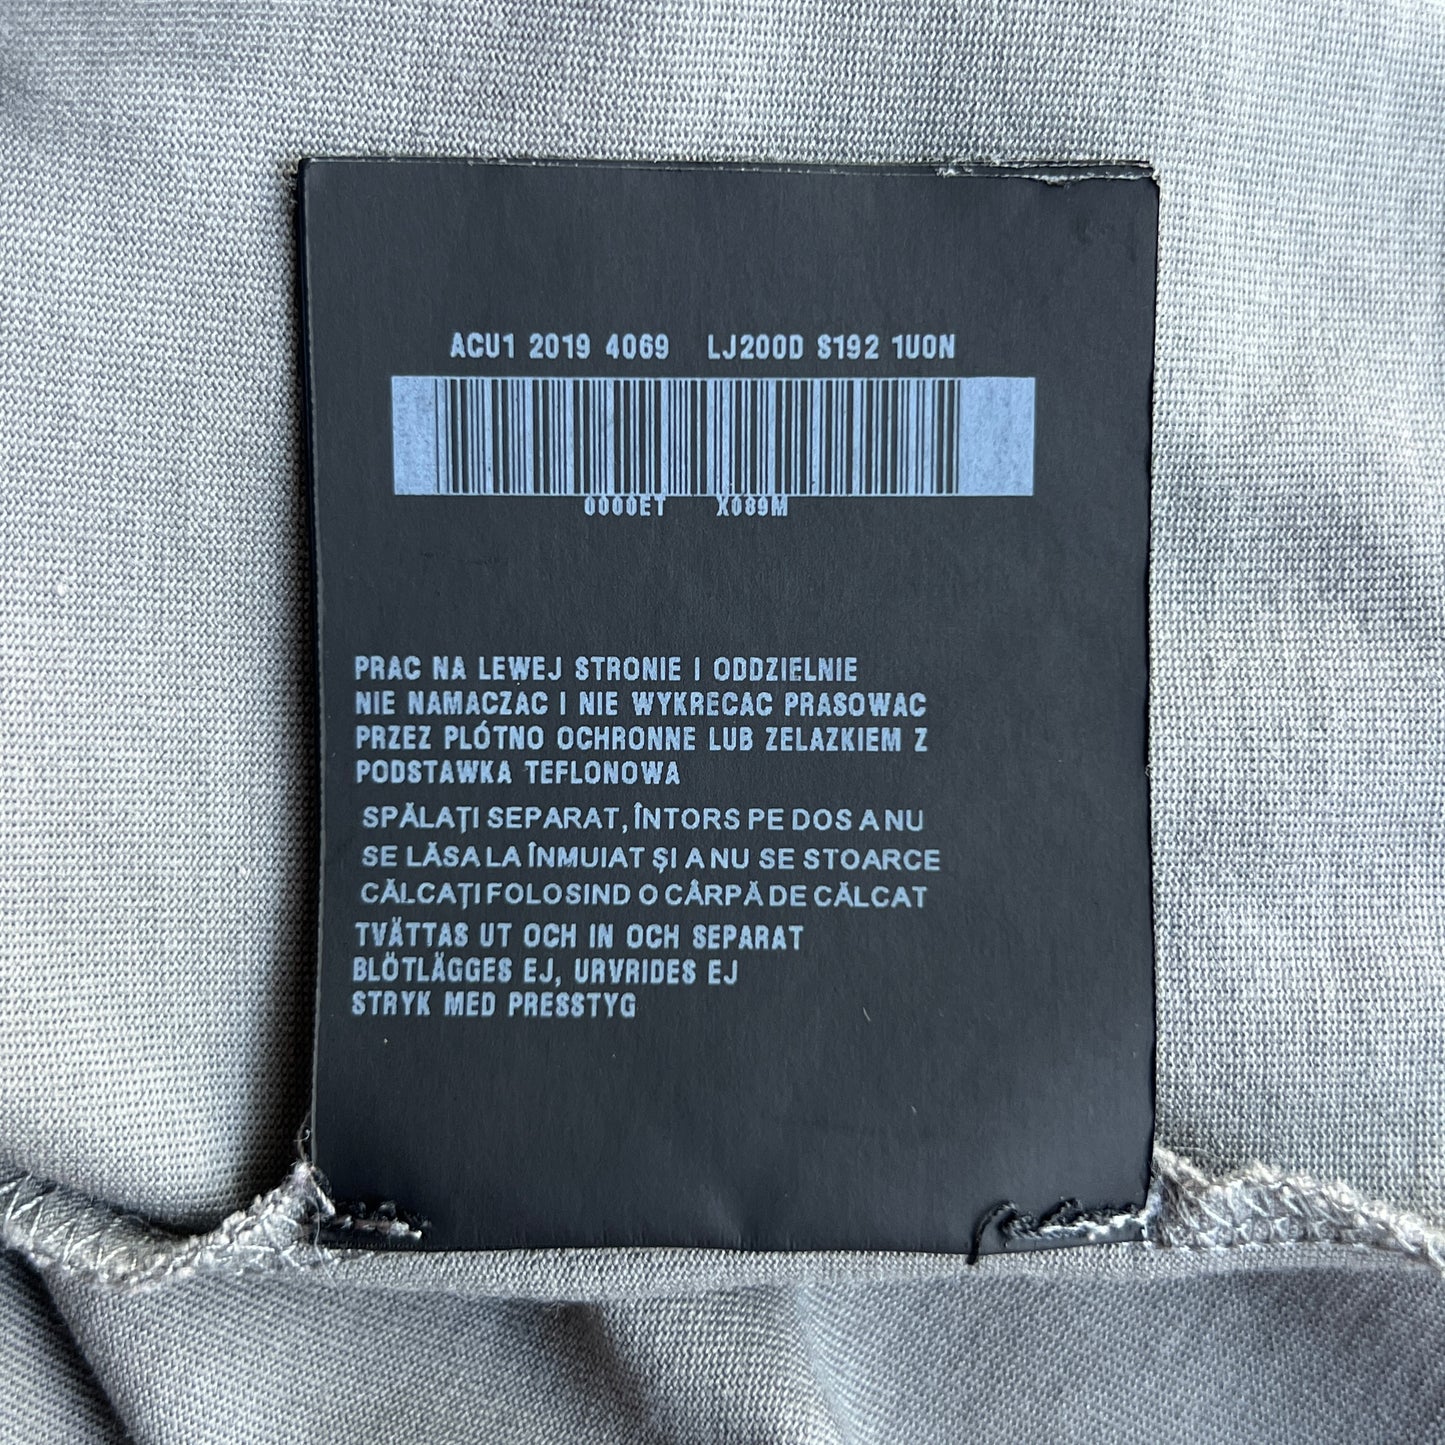 ACU1 2019 4069 LJ200D S192 1U0N
0000ET X089M
PRAC NA LEWEJ STRONIE I ODDZIELNIE
NIE NAMACZAC I NIE WYKRECAC PRASOWAC
PRZEZ PLÓTNO OCHRONNE LUB ZELAZKIEM Z
PODSTAWKA TEFLONOWA
SPĂLAȚI SEPARAT, ÎNTORS PE DOS A NU
SE LĂSA LA ÎNMUIAT ȘI A NU SE STOARCE
CĂLCAȚI FOLOSIND O CÂRPĂ DE CĂLCAT
TVÄTTAS UT OCH IN OCH SEPARAT
BLÖTLÄGGES EJ, URVRIDES EJ
STRYK MED PRESSTYG